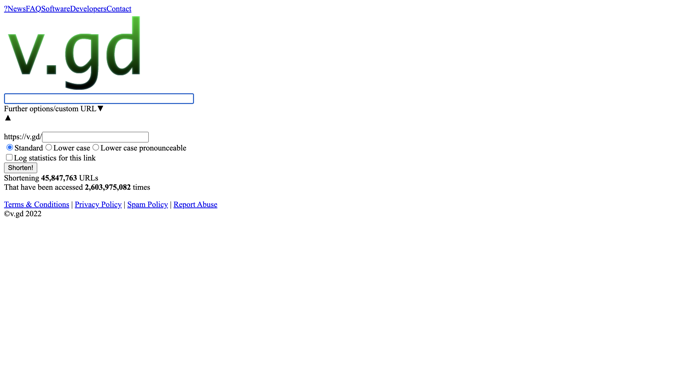 ?NewsFAQSoftwareDevelopersContact
v.gd
Further options/custom URL▼
▲
https://v.gd/
Standard Lower case Lower case pronounceable
Log statistics for this link
Shorten!
Shortening 45,847,763 URLs
That have been accessed 2,603,975,082 times
Terms & Conditions | Privacy Policy | Spam Policy | Report Abuse
©v.gd 2022